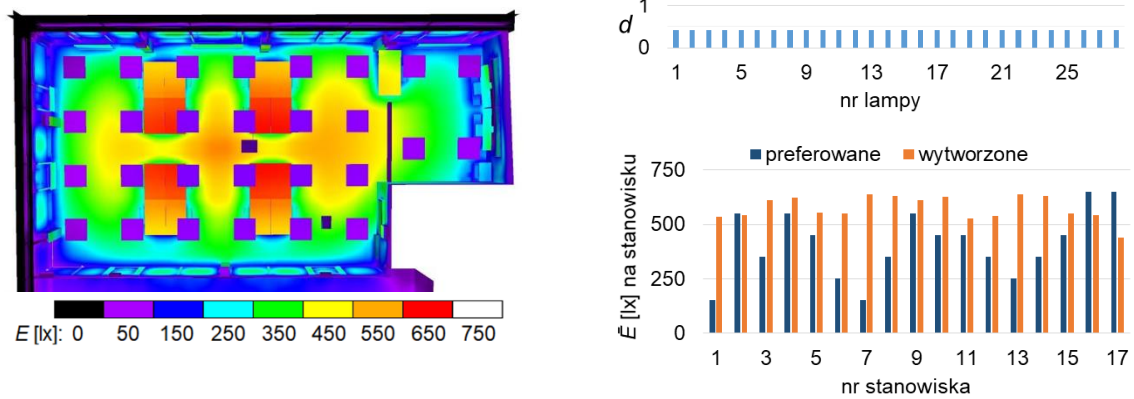 E [lx]: 0 50 150 250 350 450 550 650 750
1
d
0
1 5 9 13 17 21 25
nr lampy
preferowane wytworzone
750
500
250
0
Ē [lx] na stanowisku
1 3 5 7 9 11 13 15 17
nr stanowiska